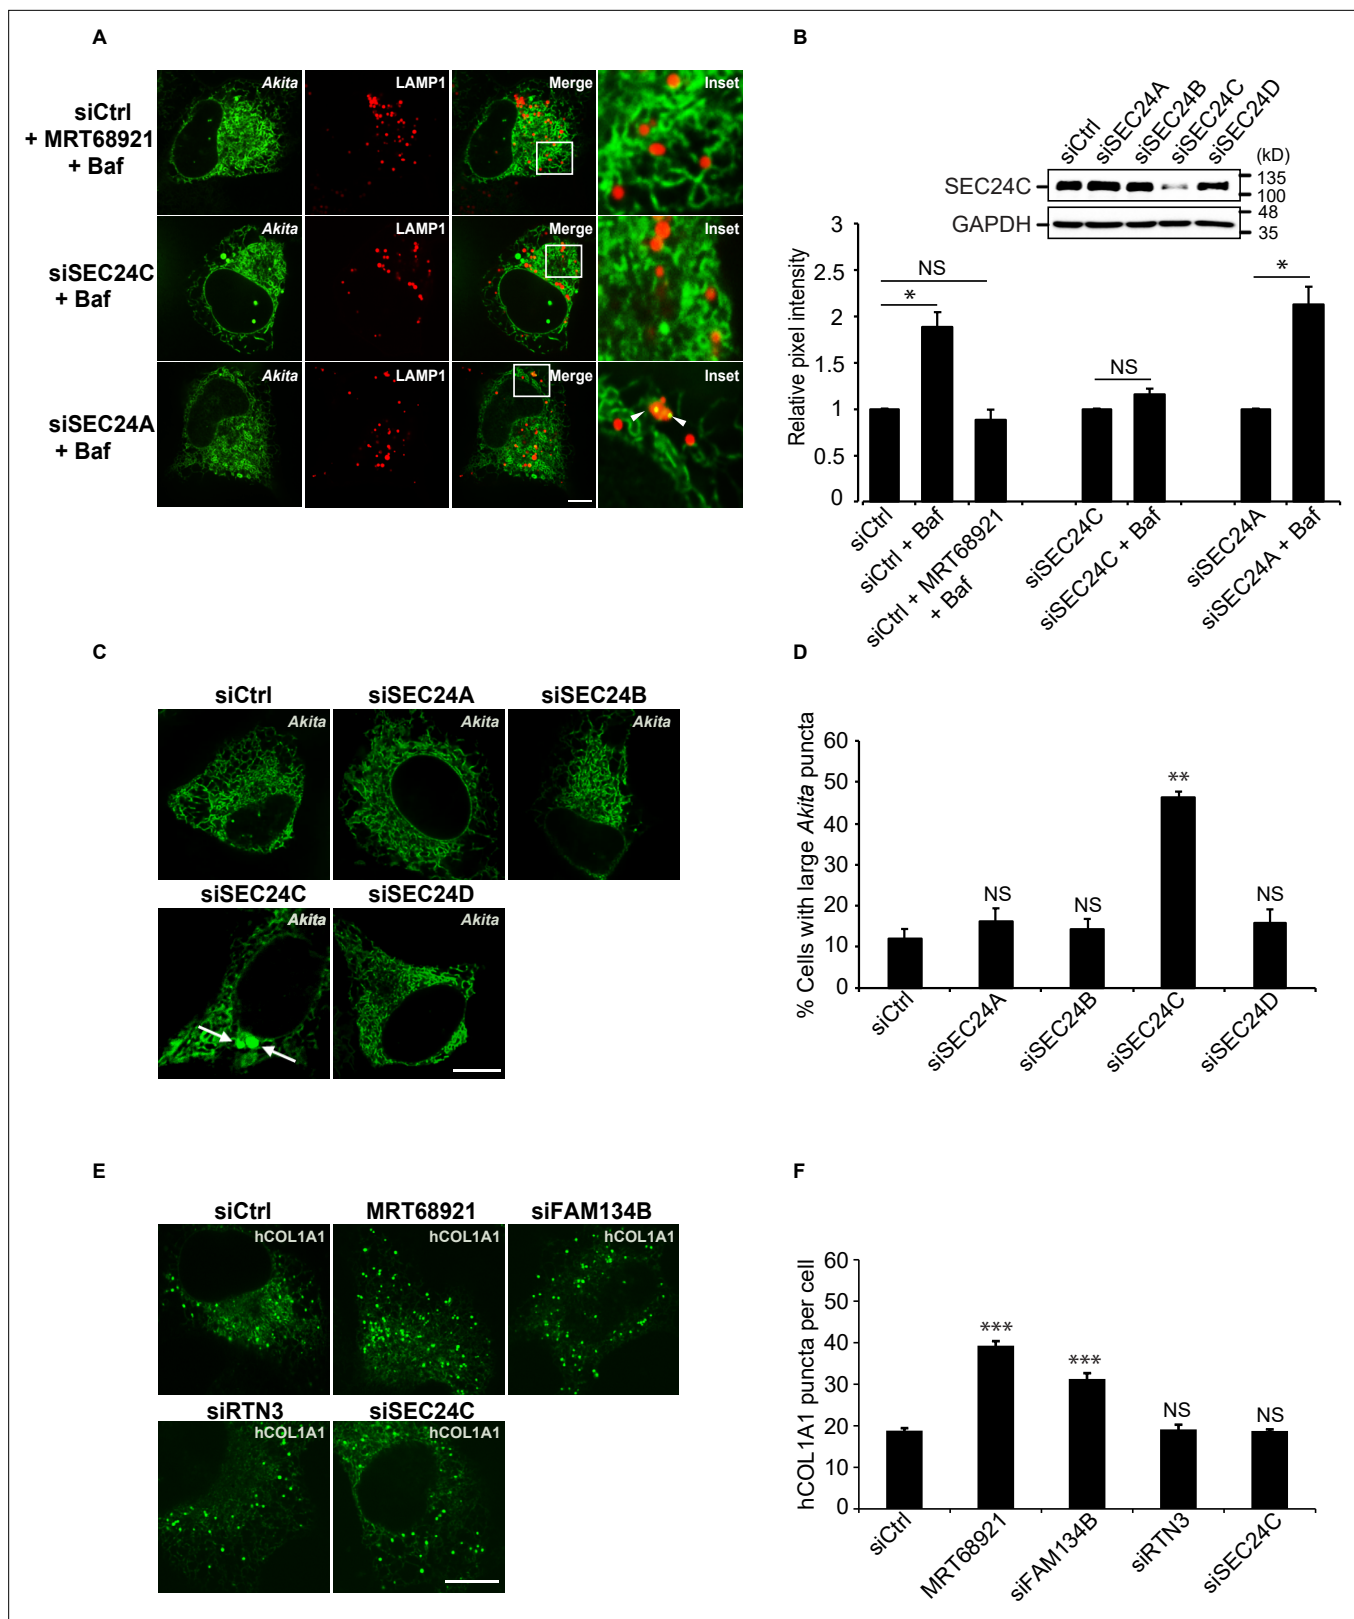 A
siCtrl
+ MRT68921
+ Baf
Akita
LAMP1
Merge
Inset
siSEC24C
+ Baf
Akita
LAMP1
Merge
Inset
siSEC24A
+ Baf
Akita
LAMP1
Merge
Inset
B
siCtrl
siSEC24A
siSEC24B
siSEC24C
siSEC24D
(kD)
SEC24C
135
100
GAPDH
48
35
Relative pixel intensity
3
2.5
2
1.5
1
0.5
0
NS
*
NS
*
siCtrl
siCtrl + Baf
siCtrl + MRT68921
+ Baf
siSEC24C
siSEC24C + Baf
siSEC24A
siSEC24A + Baf
C
siCtrl
siSEC24A
siSEC24B
Akita
Akita
Akita
siSEC24C
siSEC24D
Akita
Akita
D
% Cells with large Akita puncta
60
50
40
30
20
10
0
NS
NS
**
NS
siCtrl
siSEC24A
siSEC24B
siSEC24C
siSEC24D
E
siCtrl
MRT68921
siFAM134B
hCOL1A1
hCOL1A1
hCOL1A1
siRTN3
siSEC24C
hCOL1A1
hCOL1A1
F
hCOL1A1 puncta per cell
60
50
40
30
20
10
0
***
***
NS
NS
siCtrl
MRT68921
siFAM134B
siRTN3
siSEC24C